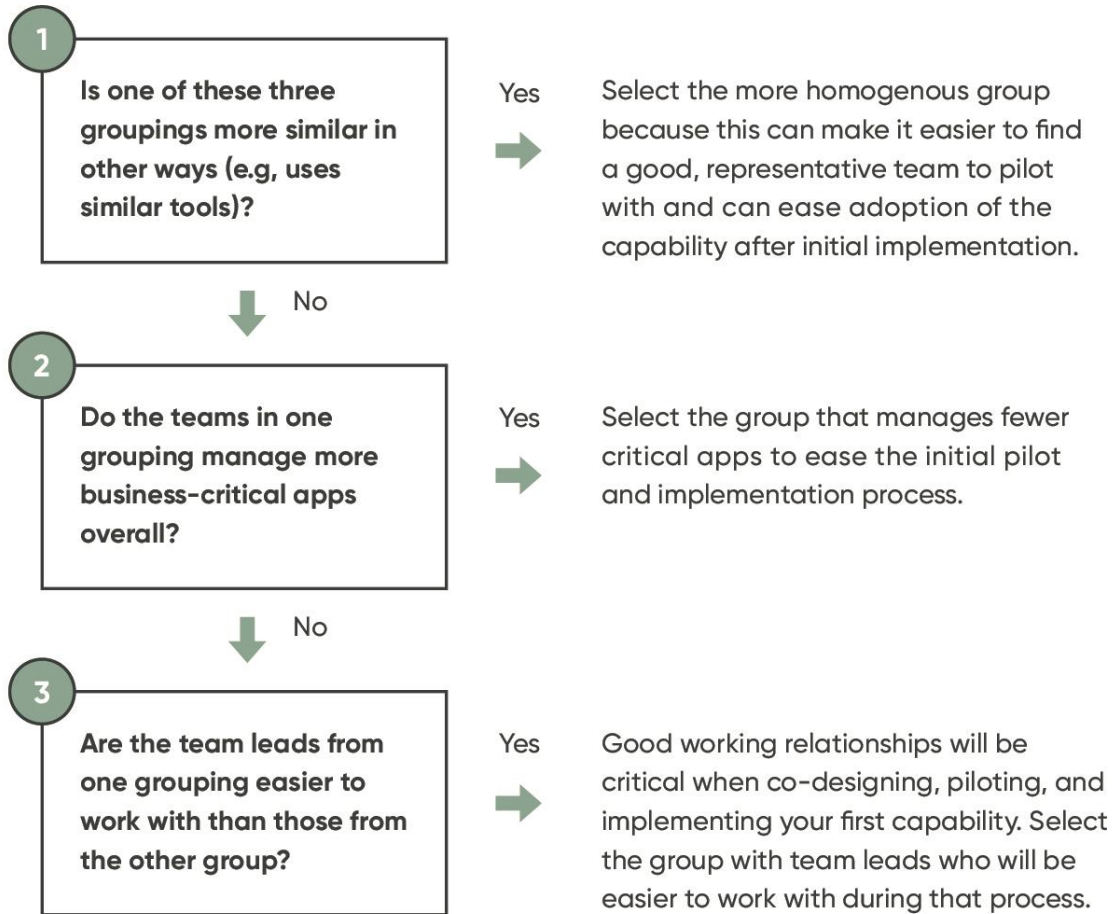 1
Is one of these three
groupings more similar in
other ways (e.g, uses
similar tools)?
Yes
Select the more homogenous group
because this can make it easier to find
a good, representative team to pilot
with and can ease adoption of the
capability after initial implementation.
No
2
Do the teams in one
grouping manage more
business-critical apps
overall?
Yes
Select the group that manages fewer
critical apps to ease the initial pilot
and implementation process.
No
3
Are the team leads from
one grouping easier to
work with than those from
the other group?
Yes
Good working relationships will be
critical when co-designing, piloting, and
implementing your first capability. Select
the group with team leads who will be
easier to work with during that process.